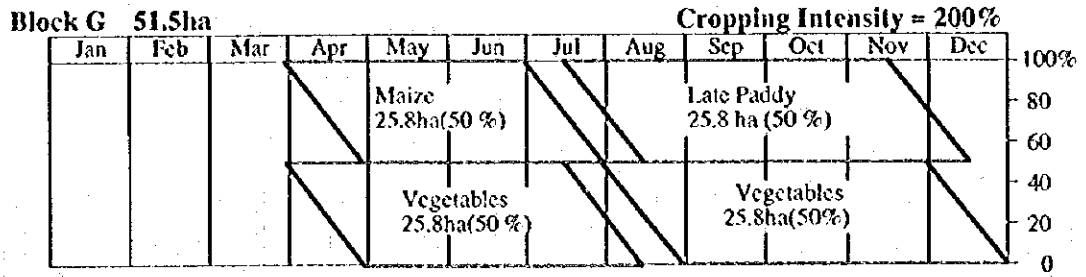 Block G 51.5ha Cropping Intensity = 200%
Jan Feb Mar Apr May Jun Jul Aug Sep Oct Nov Dec
100%
Maize Late Paddy
80
25.8ha(50 %) 25.8 ha (50 %)
60
40
Vegetables Vegetables
25.8ha(50 %) 25.8ha(50%)
20
0